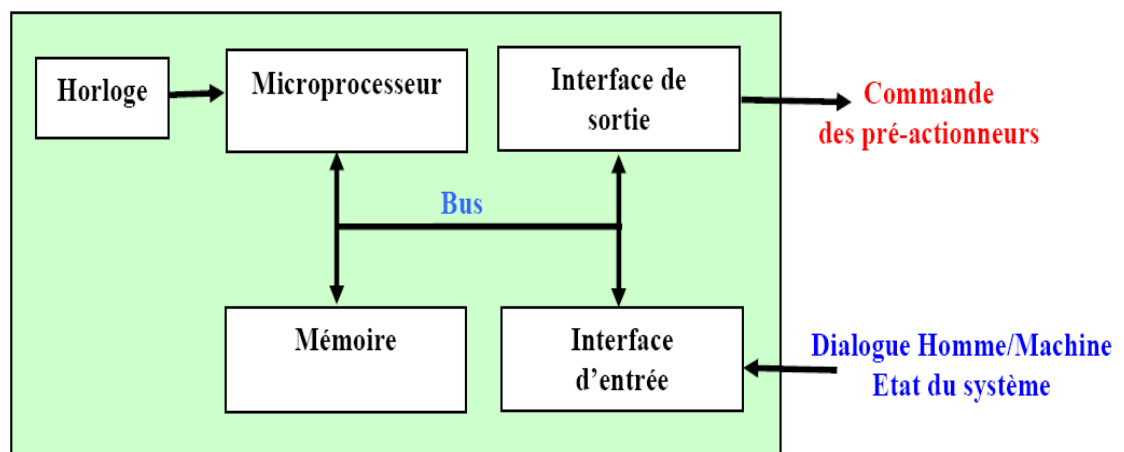 Horloge
Microprocesseur
Interface de
sortie
Commande
des pré-actionneurs
Bus
Mémoire
Interface
d’entrée
Dialogue Homme/Machine
Etat du système